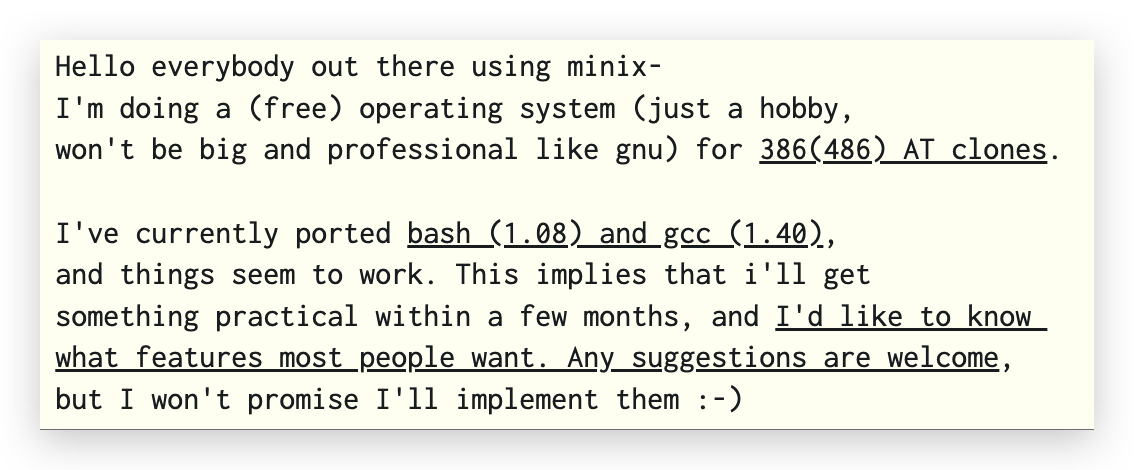 Hello everybody out there using minix-
I'm doing a (free) operating system (just a hobby,
won't be big and professional like gnu) for 386(486) AT clones.
I've currently ported bash (1.08) and gcc (1.40),
and things seem to work. This implies that i'll get
something practical within a few months, and I'd like to know
what features most people want. Any suggestions are welcome,
but I won't promise I'll implement them :-)